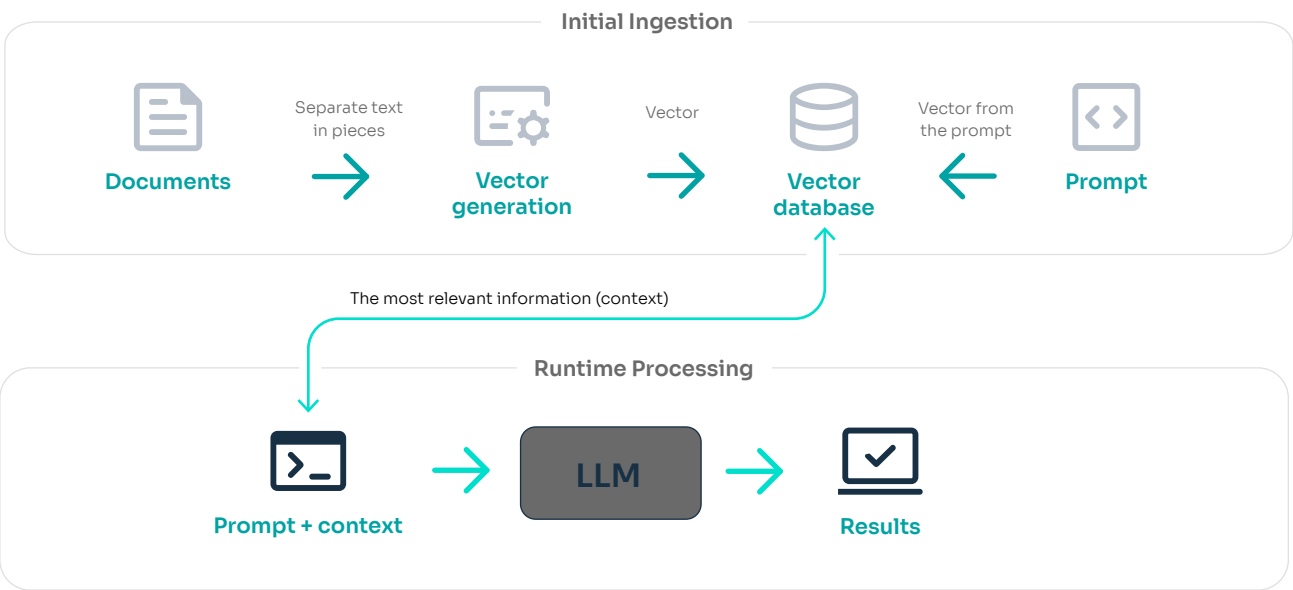 Initial Ingestion
Separate text
in pieces
Vector
Vector from
the prompt
Documents
Vector
generation
Vector
database
Prompt
The most relevant information (context)
Runtime Processing
LLM
Prompt + context
Results